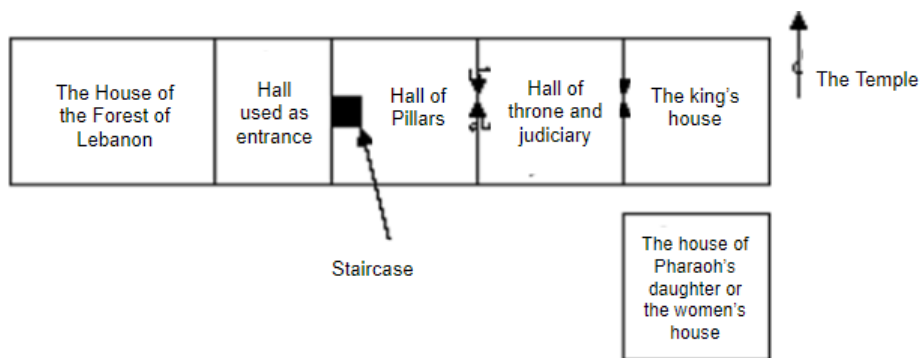 The House of
the Forest of
Lebanon
Hall
used as
entrance
Hall of
Pillars
Hall of
throne and
judiciary
The king's
house
The Temple
Staircase
The house of
Pharaoh's
daughter or
the women's
house